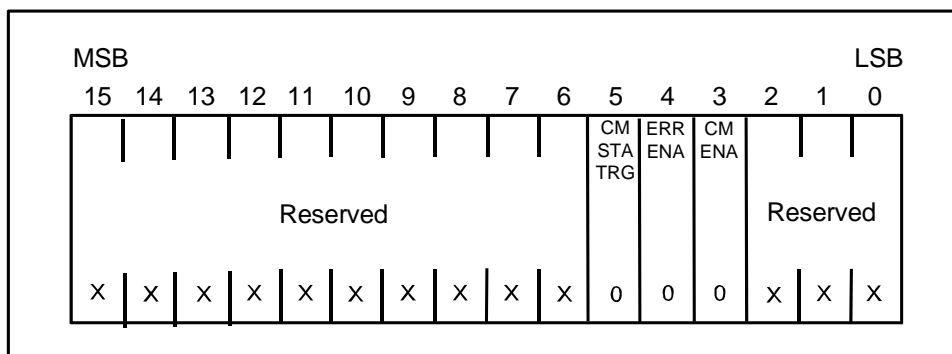 MSB LSB
15 14 13 12 11 10 9 8 7 6 5 4 3 2 1 0
CM ERR CM
STA ENA ENA
TRG
Reserved Reserved
X X X X X X X X X X 0 0 0 X X X